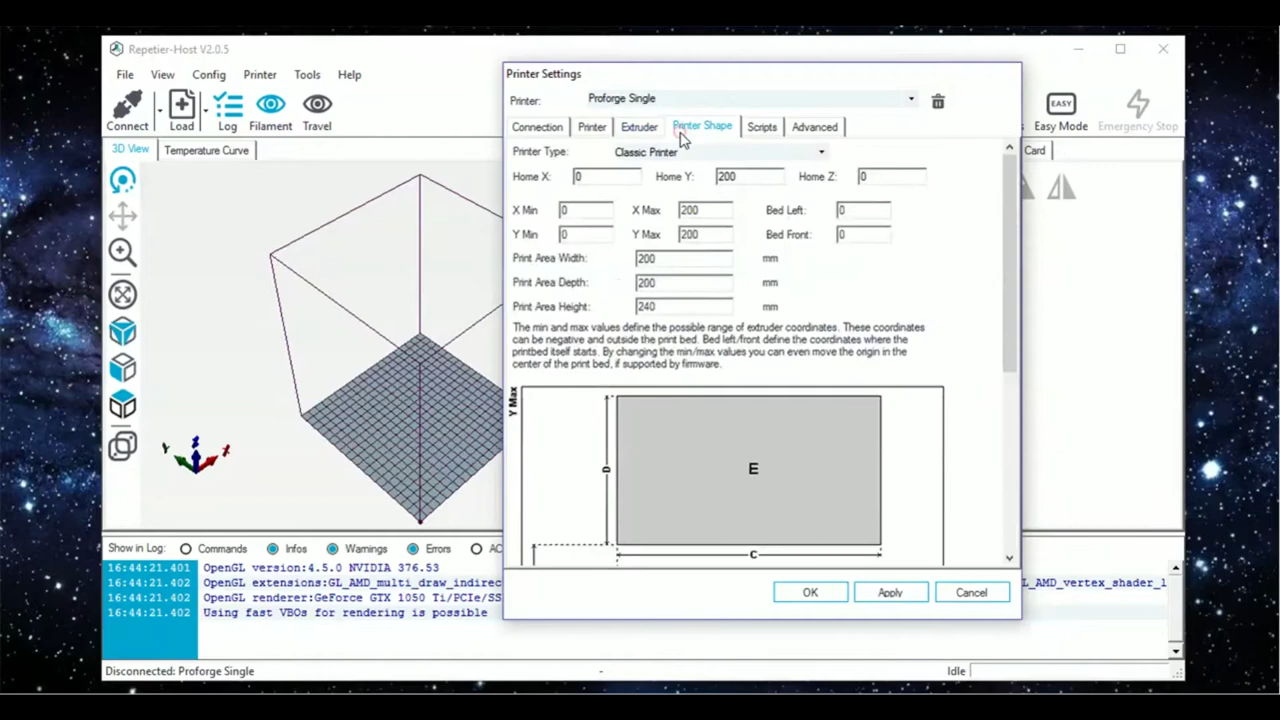 Repetier-Host V2.0.5
File View Config Printer Tools Help
Connect Load Log Filament Travel
EASY
Easy Mode Emergency Stop
3D View Temperature Curve
Card
Printer Settings
Printer: Proforge Single
Connection Printer Extruder Printer Shape Scripts Advanced
Printer Type: Classic Printer
Home X: 0 Home Y: 200 Home Z: 0
X Min 0 X Max 200 Bed Left: 0
Y Min 0 Y Max 200 Bed Front: 0
Print Area Width: 200 mm
Print Area Depth: 200 mm
Print Area Height: 240 mm
The min and max values define the possible range of extruder coordinates. These coordinates
can be negative and outside the print bed. Bed left/front define the coordinates where the
printbed itself starts. By changing the min/max values you can even move the origin in the
center of the print bed, if supported by firmware.
Y Max
D
E
C
OK Apply Cancel
Y Z X
Show in Log: Commands Infos Warnings Errors AC
16:44:21.401 OpenGL version:4.5.0 NVIDIA 376.53
16:44:21.402 OpenGL extensions:GL_AMD_multi_draw_indirec L_AMD_vertex_shader_l
16:44:21.402 OpenGL renderer:GeForce GTX 1050 Ti/PCIe/SS
16:44:21.402 Using fast VBOs for rendering is possible
Disconnected: Proforge Single - Idle